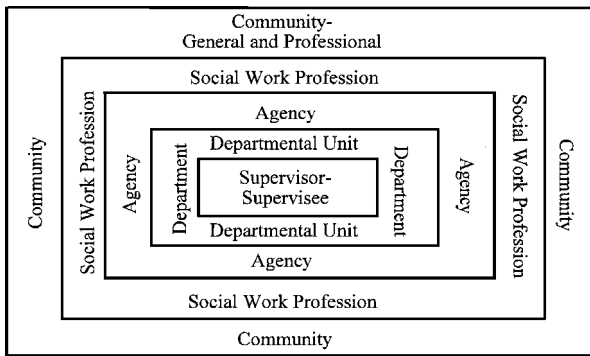 Community-
General and Professional
Social Work Profession
Agency
Departmental Unit
Supervisor-
Supervisee
Departmental Unit
Agency
Social Work Profession
Community
Community
Social Work Profession
Agency
Department
Department
Agency
Social Work Profession
Community